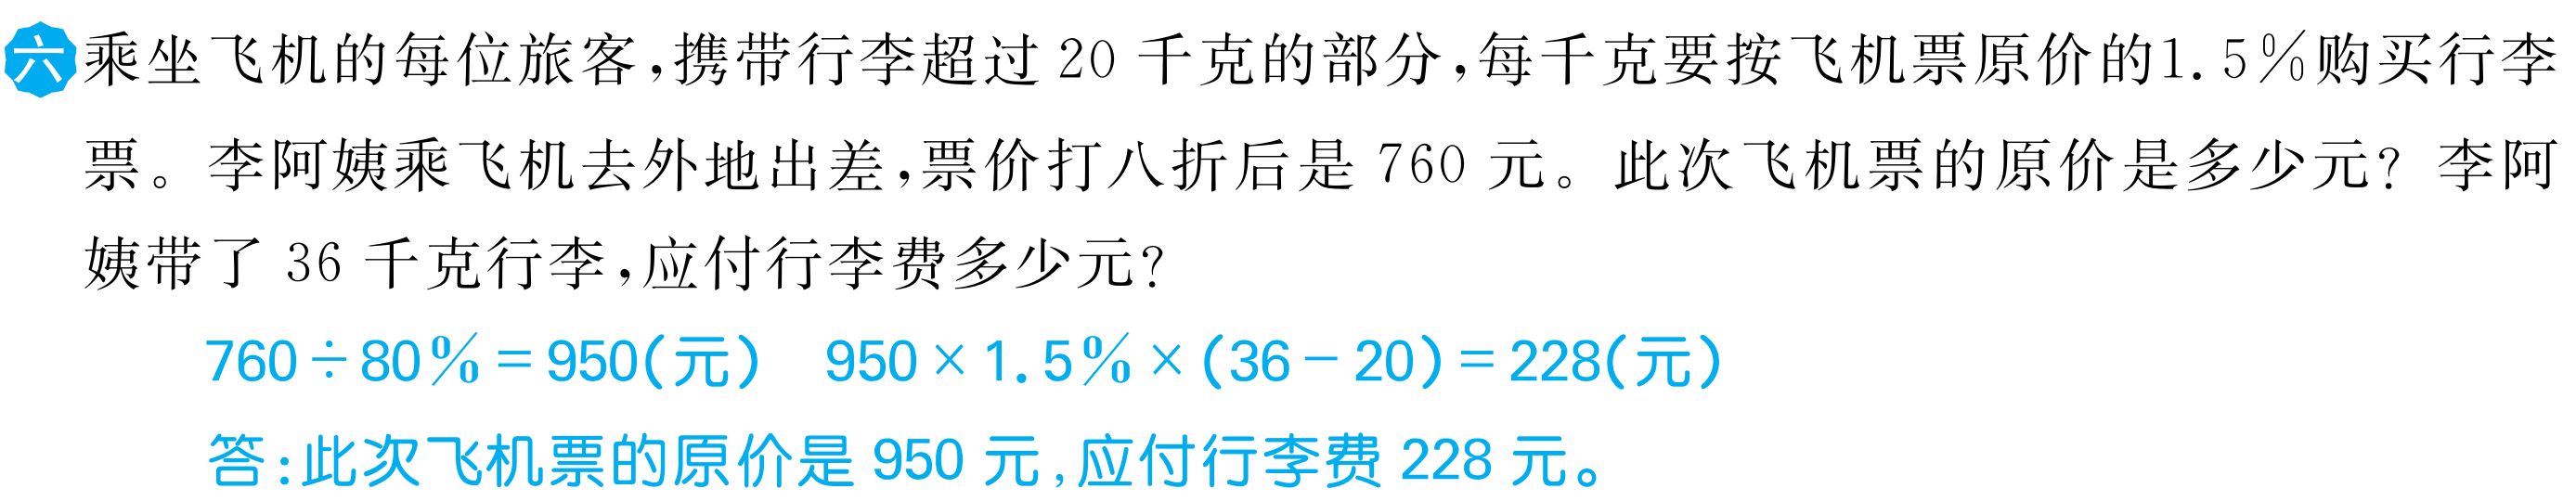 六 乘坐飞机的每位旅客,携带行李超过 20 千克的部分,每千克要按飞机票原价的1.5%购买行李
票。李阿姨乘飞机去外地出差,票价打八折后是 760 元。此次飞机票的原价是多少元? 李阿
姨带了 36 千克行李,应付行李费多少元?
760÷80%=950(元) 950×1.5%×(36-20)=228(元)
答:此次飞机票的原价是 950 元,应付行李费 228 元。